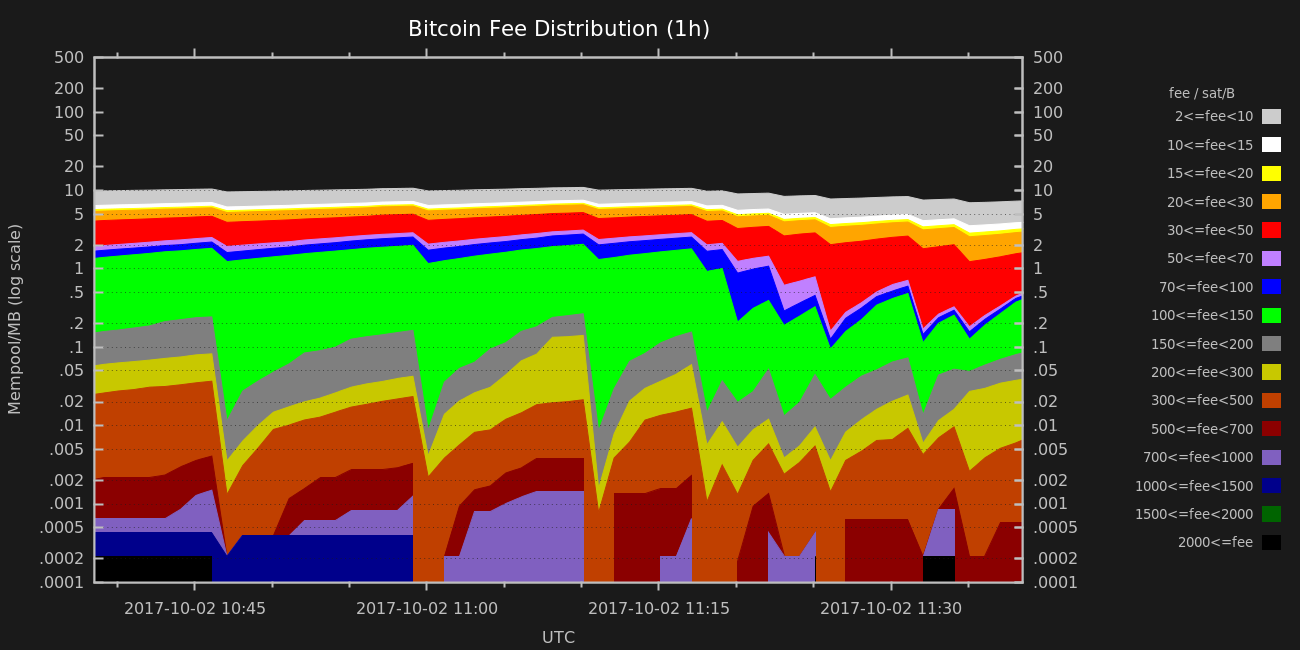 Bitcoin Fee Distribution (1h)
Mempool/MB (log scale)
500
200
100
50
20
10
5
2
1
.5
.2
.1
.05
.02
.01
.005
.002
.001
.0005
.0002
.0001
500
200
100
50
20
10
5
2
1
.5
.2
.1
.05
.02
.01
.005
.002
.001
.0005
.0002
.0001
fee / sat/B
2<=fee<10
10<=fee<15
15<=fee<20
20<=fee<30
30<=fee<50
50<=fee<70
70<=fee<100
100<=fee<150
150<=fee<200
200<=fee<300
300<=fee<500
500<=fee<700
700<=fee<1000
1000<=fee<1500
1500<=fee<2000
2000<=fee
2017-10-02 10:45
2017-10-02 11:00
2017-10-02 11:15
2017-10-02 11:30
UTC